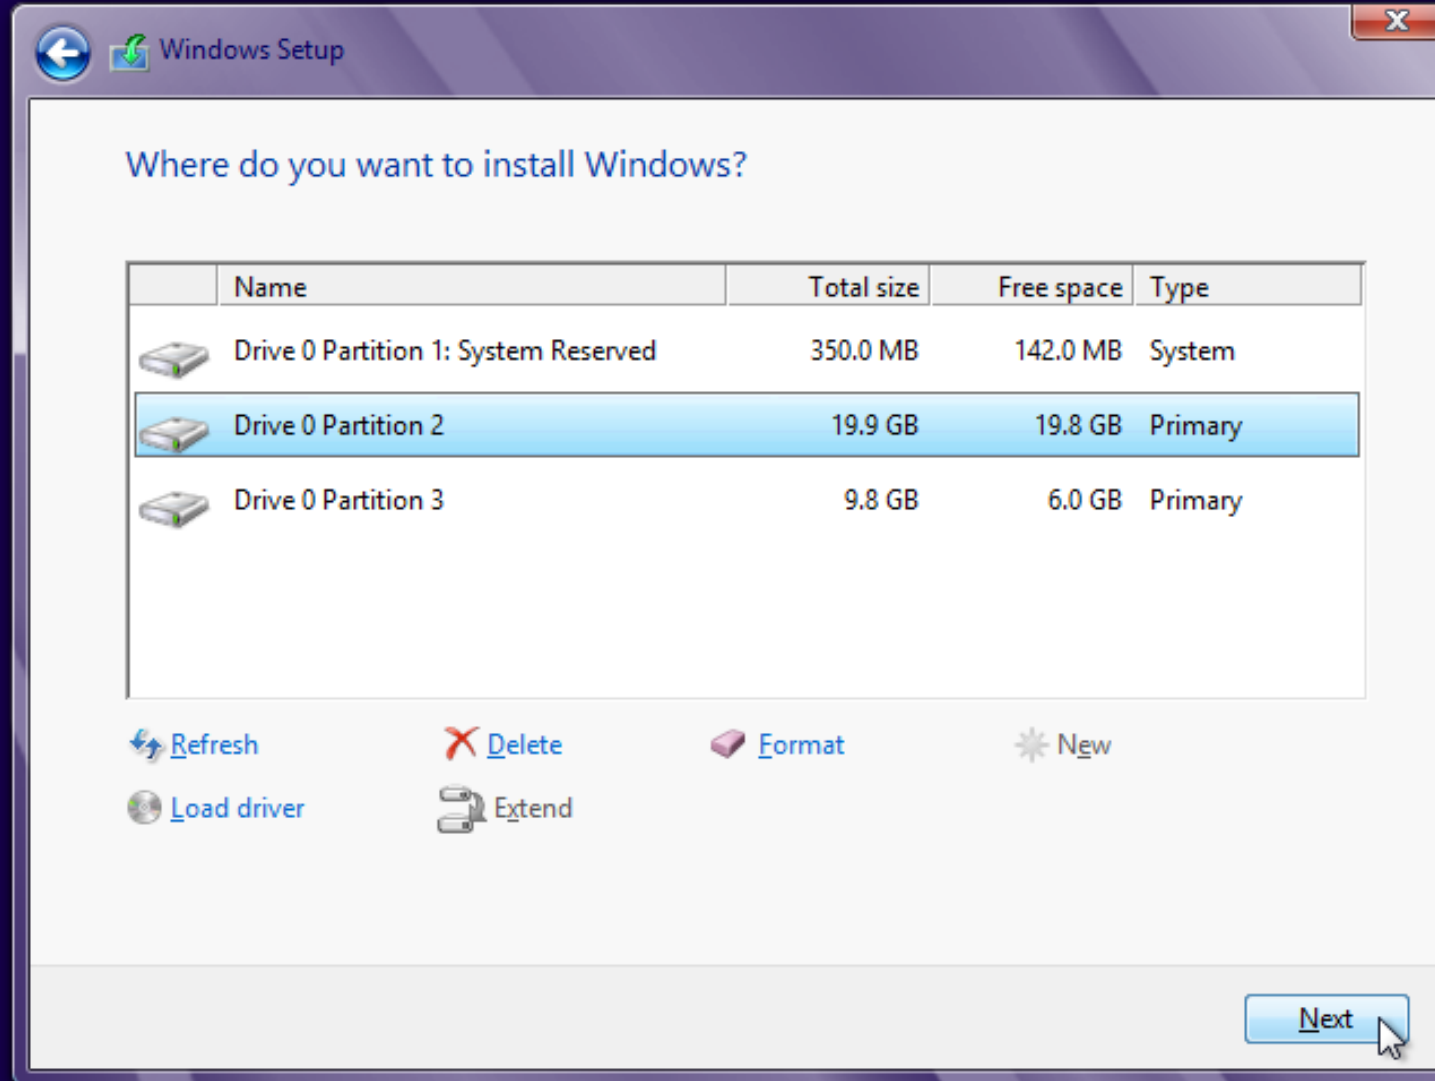 Windows Setup
Where do you want to install Windows?
Name Total size Free space Type
Drive 0 Partition 1: System Reserved 350.0 MB 142.0 MB System
Drive 0 Partition 2 19.9 GB 19.8 GB Primary
Drive 0 Partition 3 9.8 GB 6.0 GB Primary
Refresh Delete Format New
Load driver Extend
Next